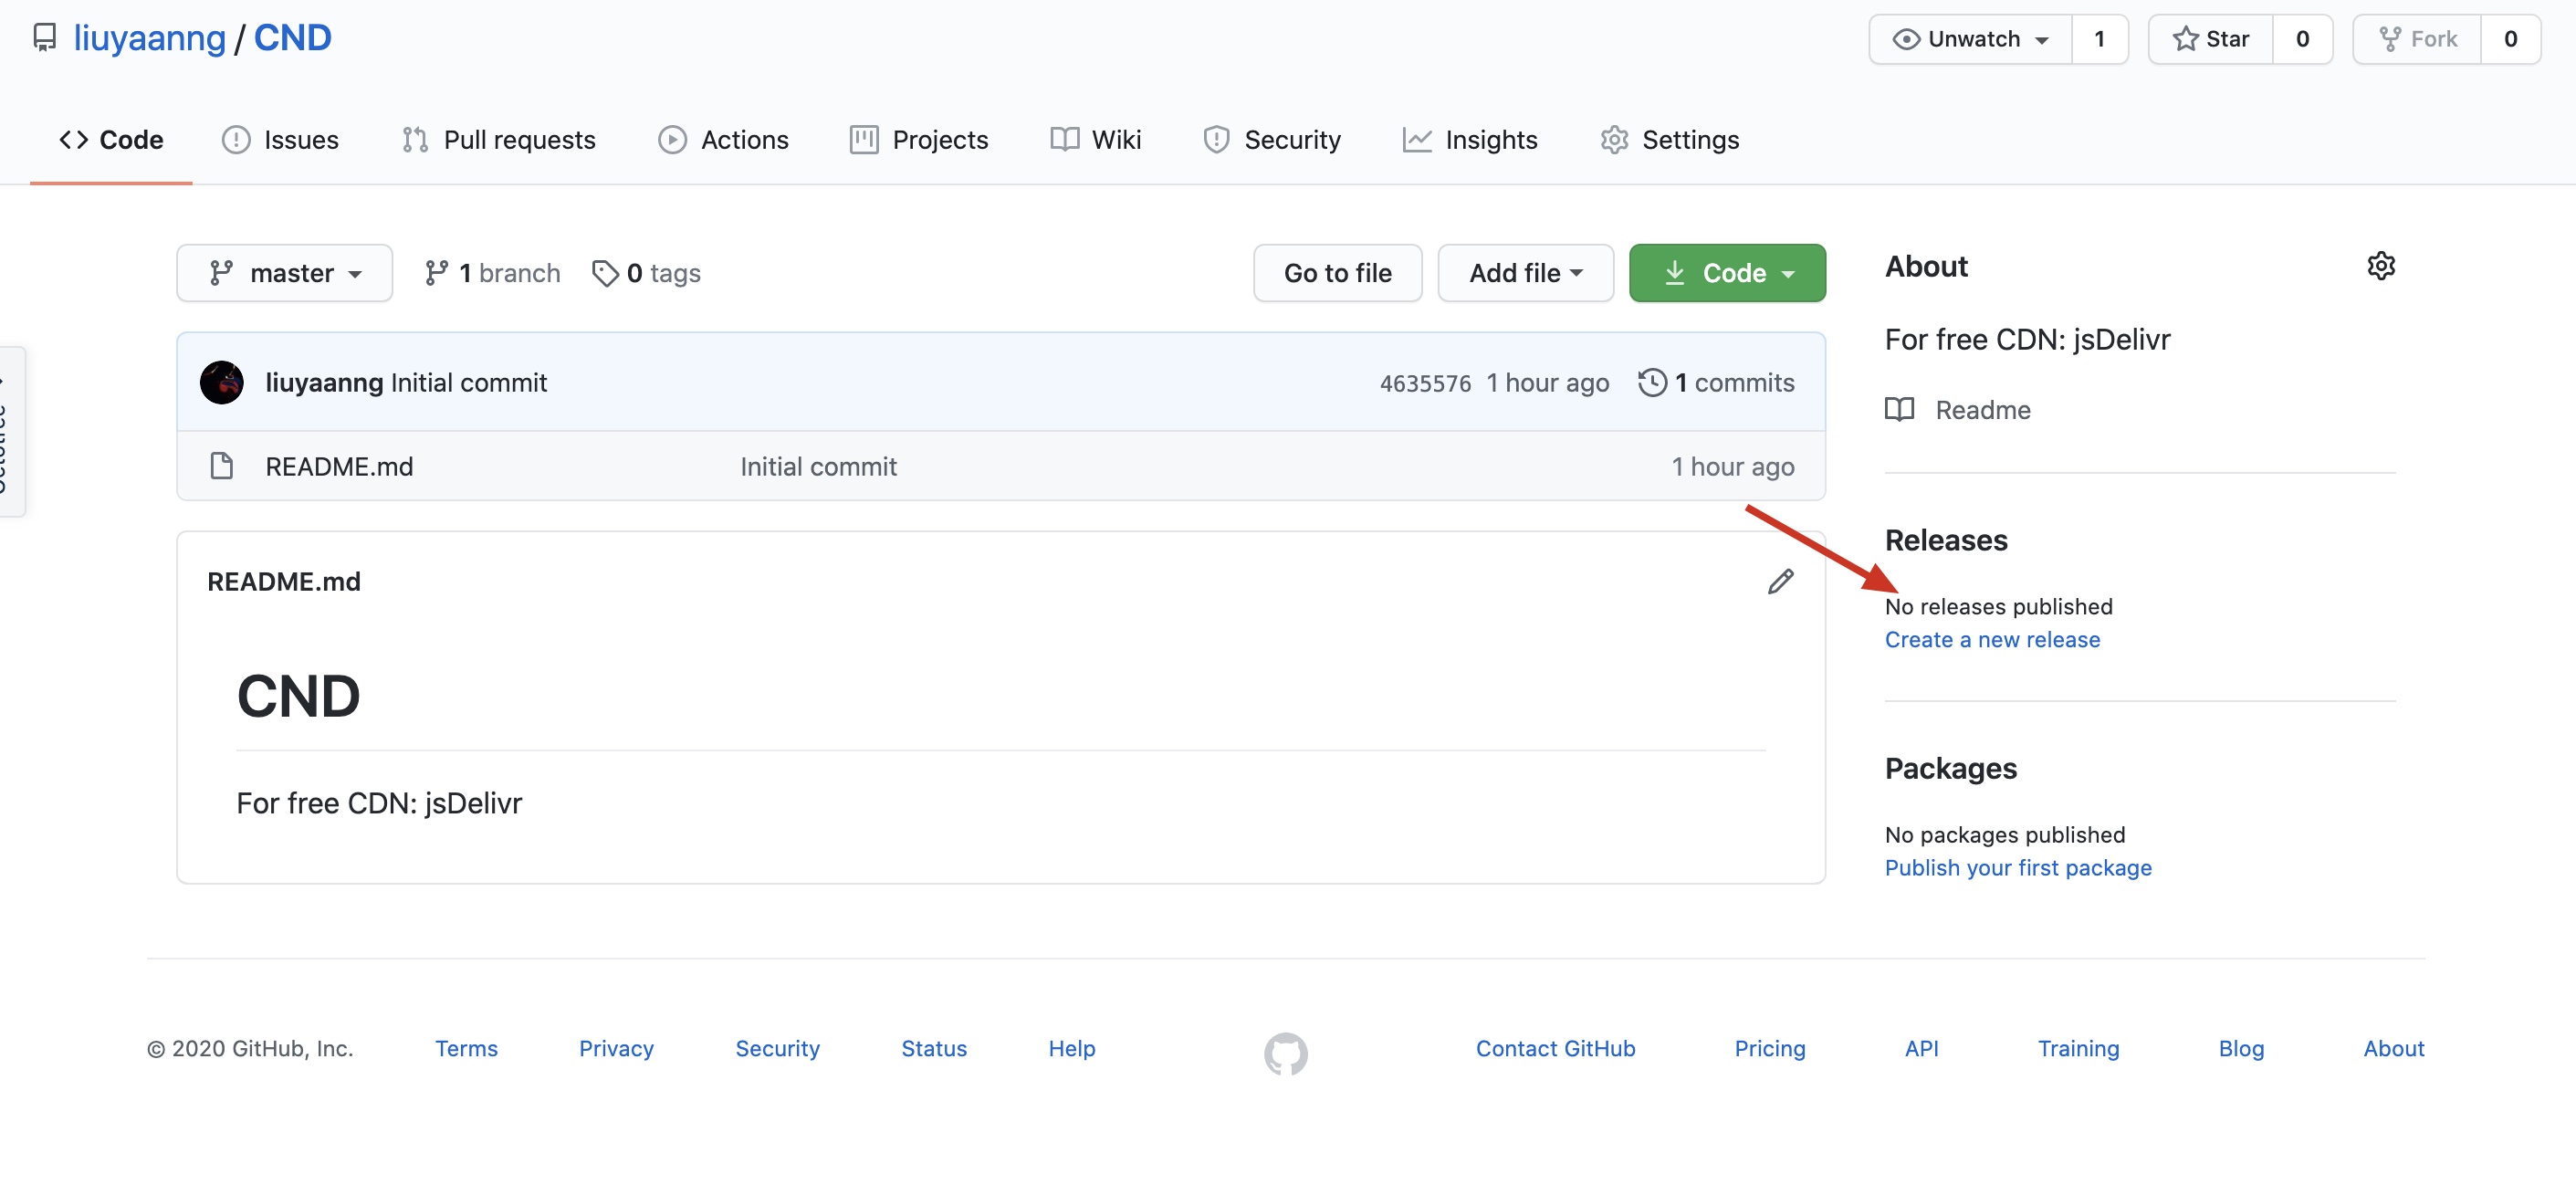 liuyaanng / CND
Unwatch 1 Star 0 Fork 0
Code Issues Pull requests Actions Projects Wiki Security Insights Settings
master 1 branch 0 tags Go to file Add file Code
liuyaanng Initial commit 4635576 1 hour ago 1 commits
README.md Initial commit 1 hour ago
README.md
CND
For free CDN: jsDelivr
About
For free CDN: jsDelivr
Readme
Releases
No releases published
Create a new release
Packages
No packages published
Publish your first package
© 2020 GitHub, Inc. Terms Privacy Security Status Help Contact GitHub Pricing API Training Blog About